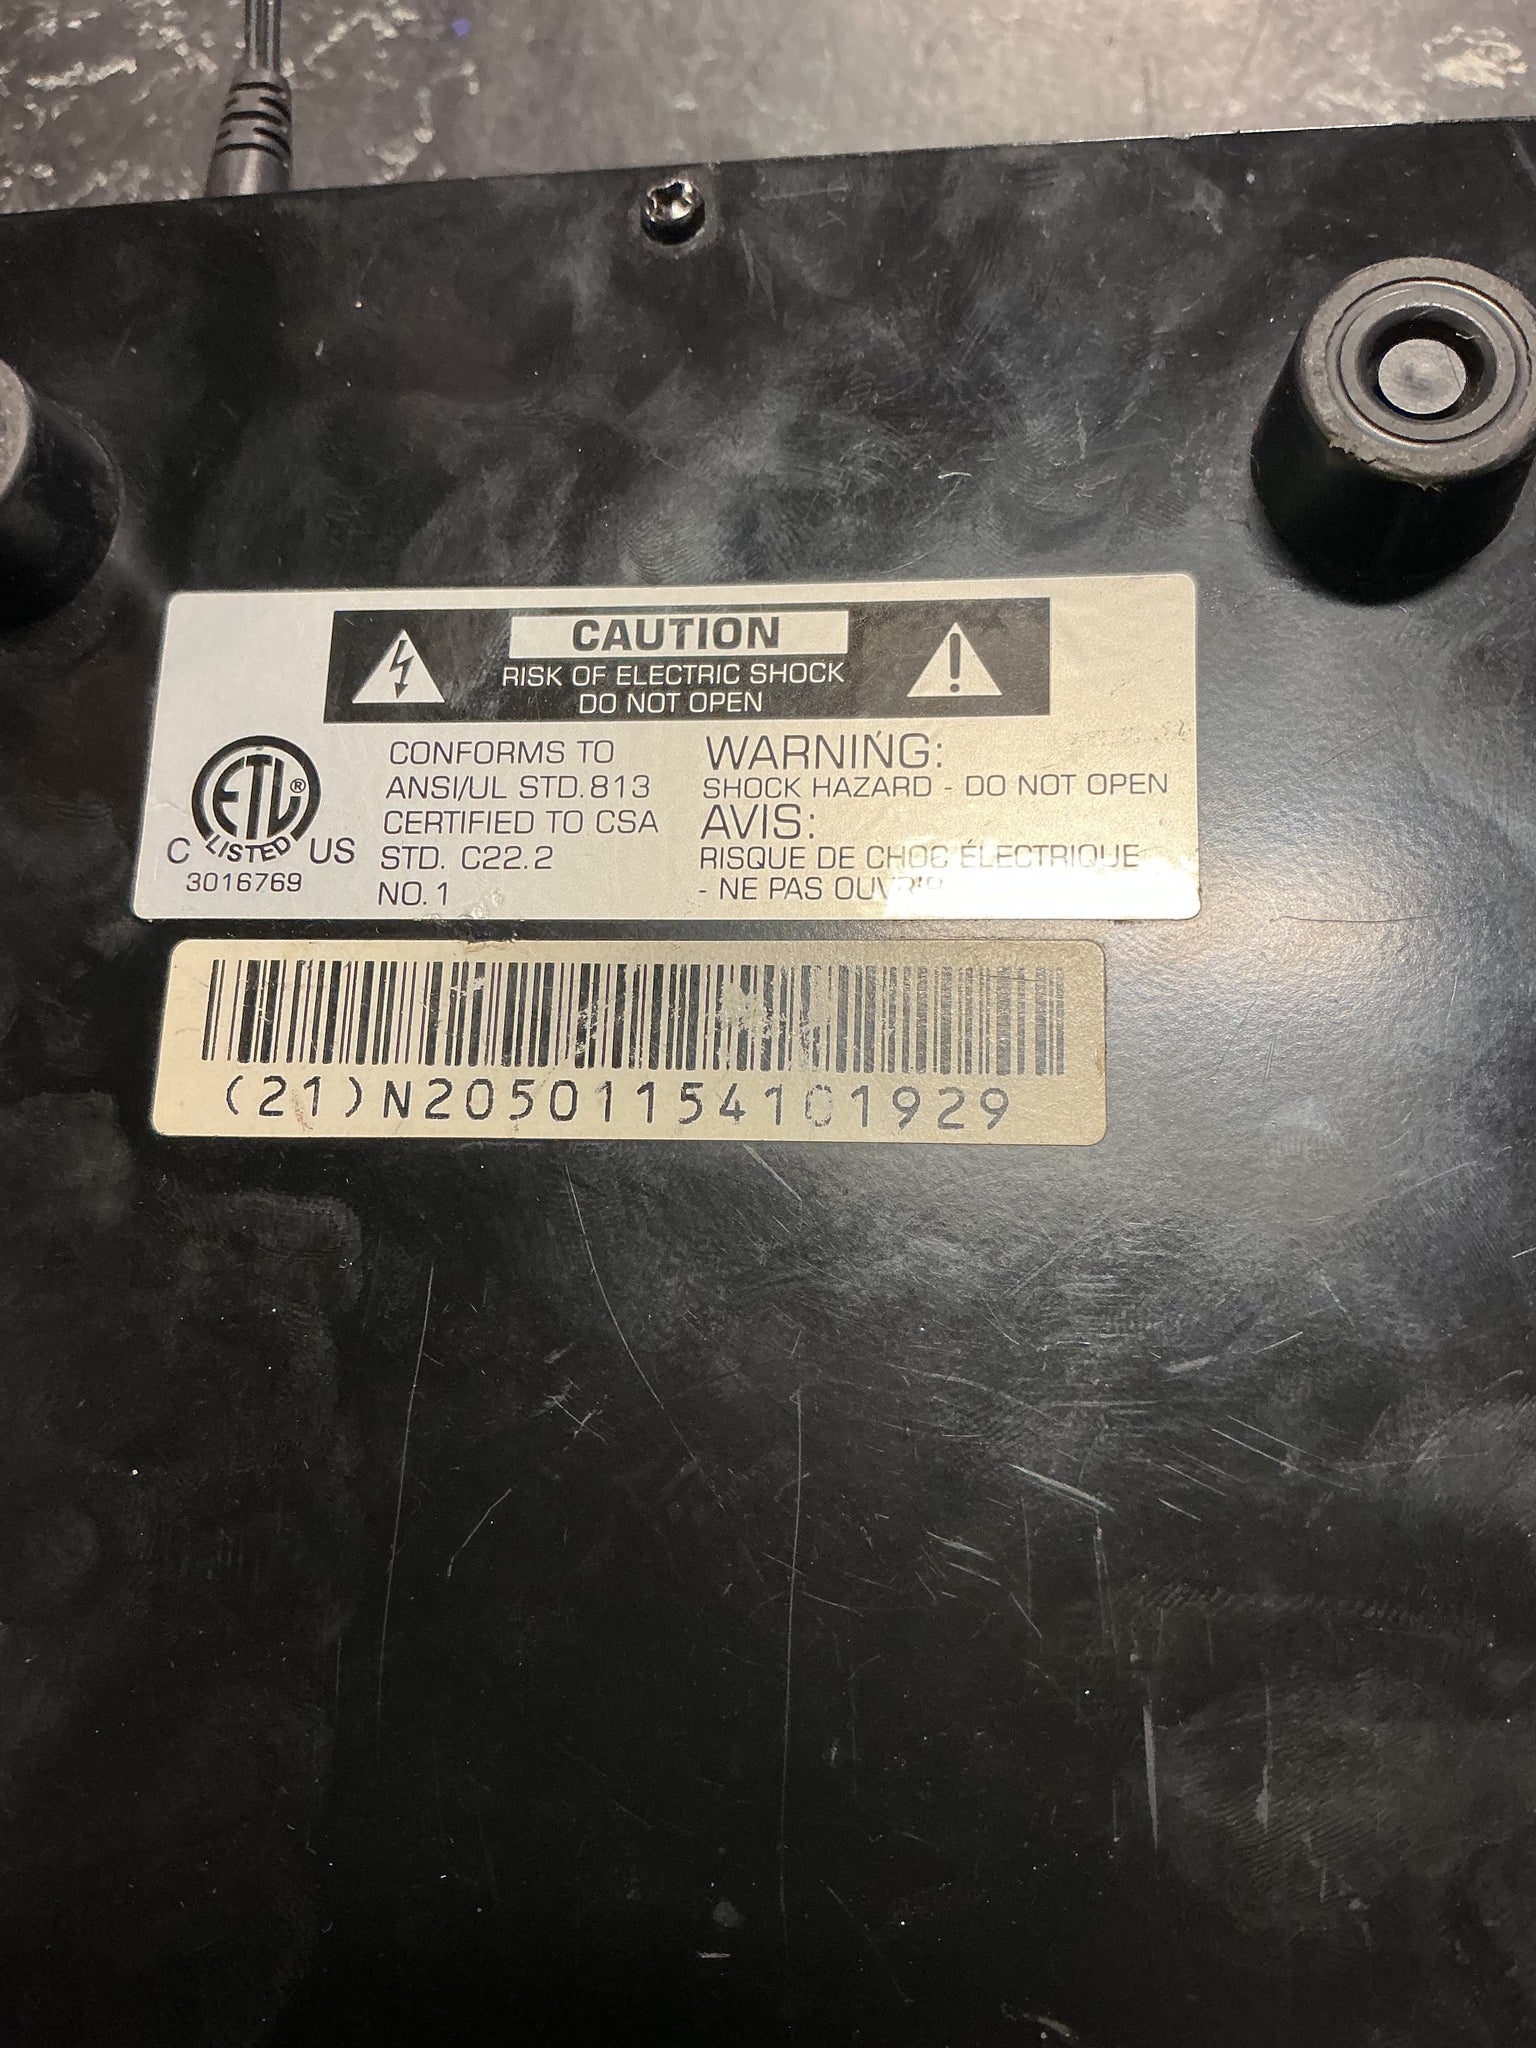 CAUTION
RISK OF ELECTRIC SHOCK
DO NOT OPEN
ETL®
LISTED
C US
3016769
CONFORMS TO
ANSI/UL STD. 813
CERTIFIED TO CSA
STD. C22.2
NO. 1
WARNING:
SHOCK HAZARD - DO NOT OPEN
AVIS:
RISQUE DE CHOC ÉLECTRIQUE
- NE PAS OUVRIR
(21)N20501154101929